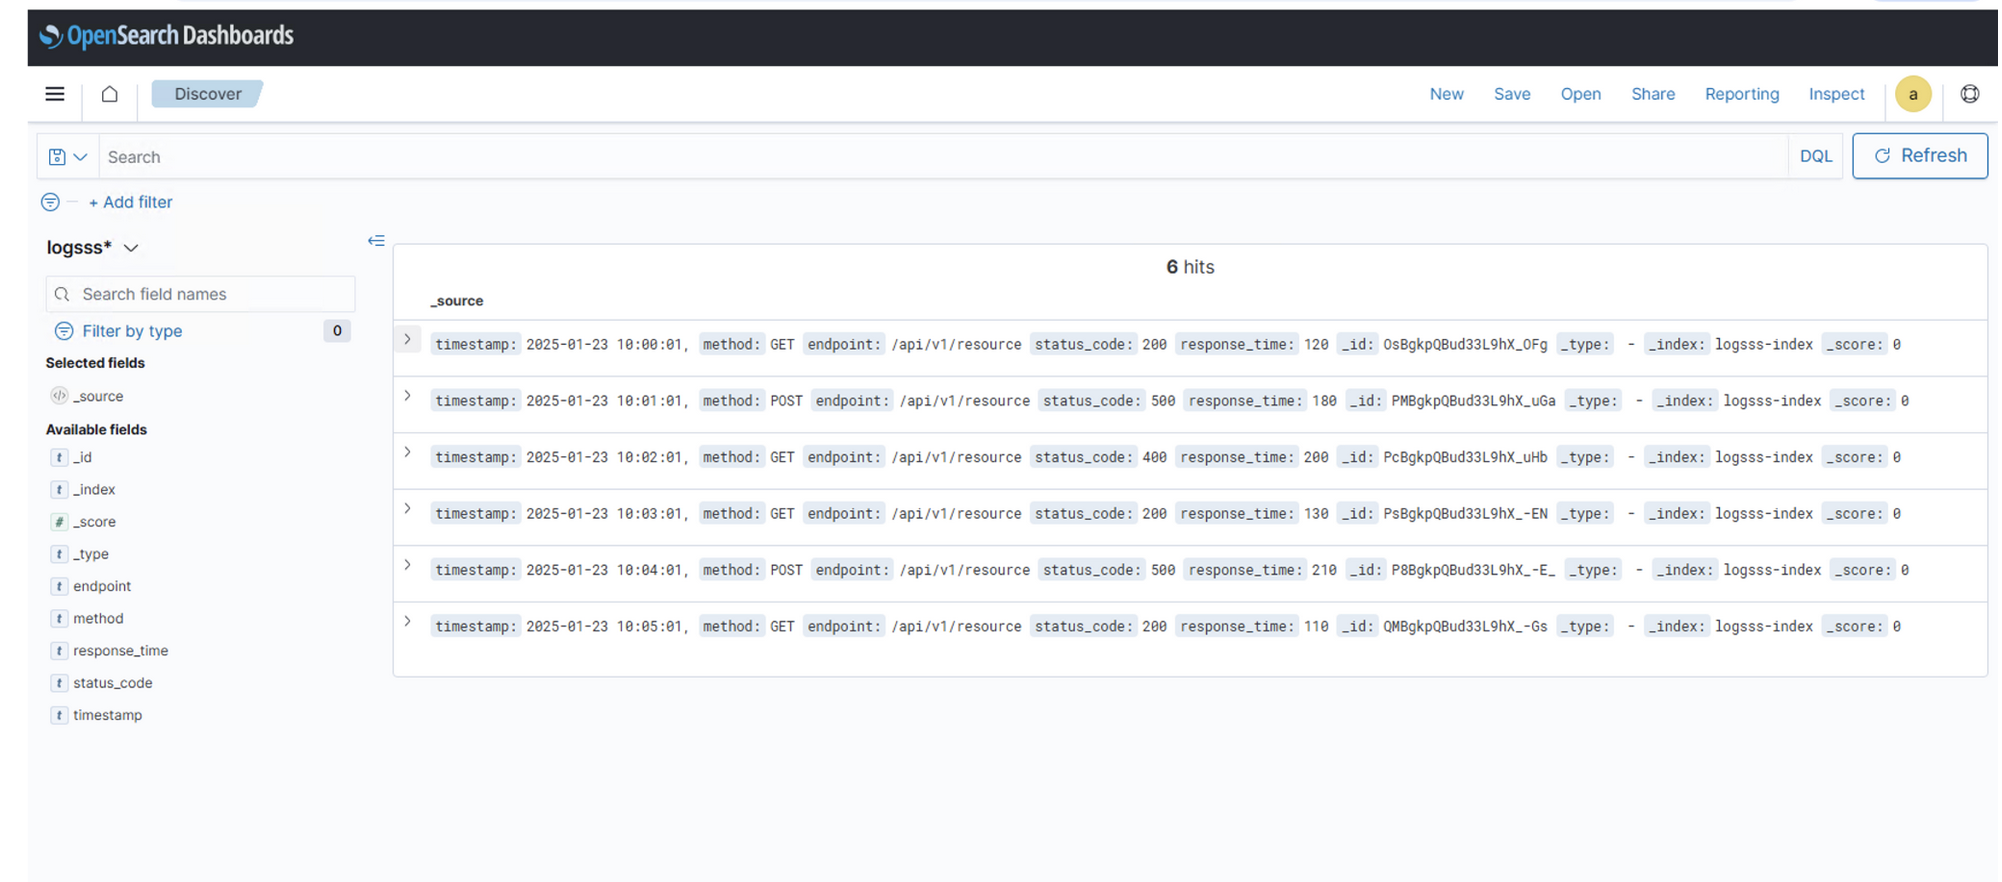 OpenSearch Dashboards
Discover New Save Open Share Reporting Inspect a
Search DQL Refresh
+ Add filter
logsss*
Search field names
Filter by type 0
Selected fields
_source
Available fields
t _id
t _index
# _score
t _type
t endpoint
t method
t response_time
t status_code
t timestamp
6 hits
_source
timestamp: 2025-01-23 10:00:01, method: GET endpoint: /api/v1/resource status_code: 200 response_time: 120 _id: OsBgkpQBud33L9hX_OFg _type: - _index: logsss-index _score: 0
timestamp: 2025-01-23 10:01:01, method: POST endpoint: /api/v1/resource status_code: 500 response_time: 180 _id: PMBgkpQBud33L9hX_uGa _type: - _index: logsss-index _score: 0
timestamp: 2025-01-23 10:02:01, method: GET endpoint: /api/v1/resource status_code: 400 response_time: 200 _id: PcBgkpQBud33L9hX_uHb _type: - _index: logsss-index _score: 0
timestamp: 2025-01-23 10:03:01, method: GET endpoint: /api/v1/resource status_code: 200 response_time: 130 _id: PsBgkpQBud33L9hX_-EN _type: - _index: logsss-index _score: 0
timestamp: 2025-01-23 10:04:01, method: POST endpoint: /api/v1/resource status_code: 500 response_time: 210 _id: P8BgkpQBud33L9hX_-E_ _type: - _index: logsss-index _score: 0
timestamp: 2025-01-23 10:05:01, method: GET endpoint: /api/v1/resource status_code: 200 response_time: 110 _id: QMBgkpQBud33L9hX_-Gs _type: - _index: logsss-index _score: 0